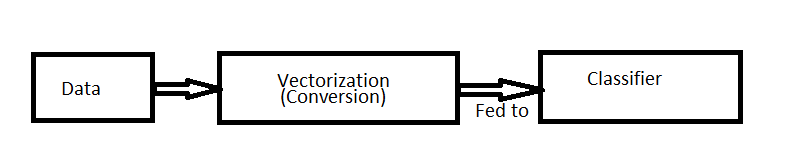 Data
Vectorization
(Conversion)
Fed to
Classifier